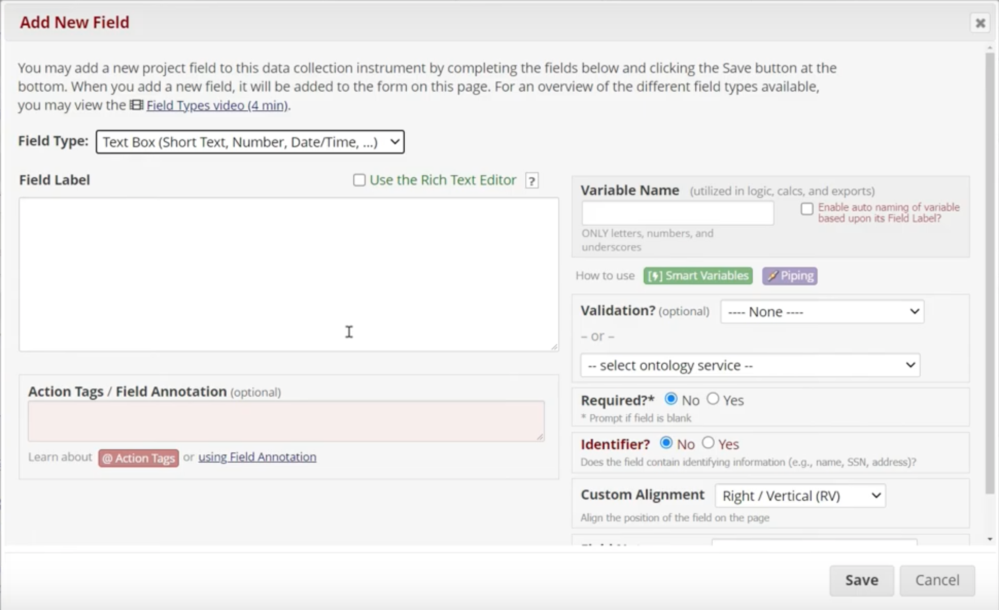 Add New Field
You may add a new project field to this data collection instrument by completing the fields below and clicking the Save button at the
bottom. When you add a new field, it will be added to the form on this page. For an overview of the different field types available,
you may view the Field Types video (4 min).
Field Type: Text Box (Short Text, Number, Date/Time, ...)
Field Label
Use the Rich Text Editor ?
Variable Name (utilized in logic, calcs, and exports)
Enable auto naming of variable
based upon its Field Label?
ONLY letters, numbers, and
underscores
How to use [⚡] Smart Variables Piping
Validation? (optional) ---- None ----
– or –
-- select ontology service --
Action Tags / Field Annotation (optional)
Learn about @ Action Tags or using Field Annotation
Required?* No Yes
* Prompt if field is blank
Identifier? No Yes
Does the field contain identifying information (e.g., name, SSN, address)?
Custom Alignment Right / Vertical (RV)
Align the position of the field on the page
Save Cancel